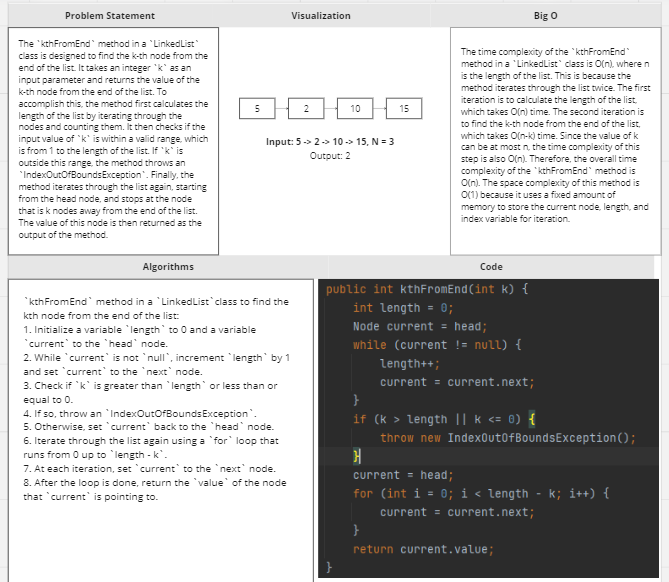 Problem Statement
Visualization
Big O
The `kthFromEnd` method in a `LinkedList`
class is designed to find the k-th node from the
end of the list. It takes an integer `k` as an
input parameter and returns the value of the
k-th node from the end of the list. To
accomplish this, the method first calculates the
length of the list by iterating through the
nodes and counting them. It then checks if the
input value of `k` is within a valid range, which
is from 1 to the length of the list. If `k` is
outside this range, the method throws an
`IndexOutOfBoundsException`. Finally, the
method iterates through the list again, starting
from the head node, and stops at the node
that is k nodes away from the end of the list.
The value of this node is then returned as the
output of the method.
5
2
10
15
Input: 5 -> 2 -> 10 -> 15, N = 3
Output: 2
The time complexity of the `kthFromEnd`
method in a `LinkedList` class is O(n), where n
is the length of the list. This is because the
method iterates through the list twice. The first
iteration is to calculate the length of the list,
which takes O(n) time. The second iteration is
to find the k-th node from the end of the list,
which takes O(n-k) time. Since the value of k
can be at most n, the time complexity of this
step is also O(n). Therefore, the overall time
complexity of the `kthFromEnd` method is
O(n). The space complexity of this method is
O(1) because it uses a fixed amount of
memory to store the current node, length, and
index variable for iteration.
Algorithms
Code
`kthFromEnd` method in a `LinkedList`class to find the
kth node from the end of the list:
1. Initialize a variable `length` to 0 and a variable
`current` to the `head` node.
2. While `current` is not `null`, increment `length` by 1
and set `current` to the `next` node.
3. Check if `k` is greater than `length` or less than or
equal to 0.
4. If so, throw an `IndexOutOfBoundsException`.
5. Otherwise, set `current` back to the `head` node.
6. Iterate through the list again using a `for` loop that
runs from 0 up to `length - k`.
7. At each iteration, set `current` to the `next` node.
8. After the loop is done, return the `value` of the node
that `current` is pointing to.
public int kthFromEnd(int k) {
int length = 0;
Node current = head;
while (current != null) {
length++;
current = current.next;
}
if (k > length || k <= 0) {
throw new IndexOutOfBoundsException();
}
current = head;
for (int i = 0; i < length - k; i++) {
current = current.next;
}
return current.value;
}